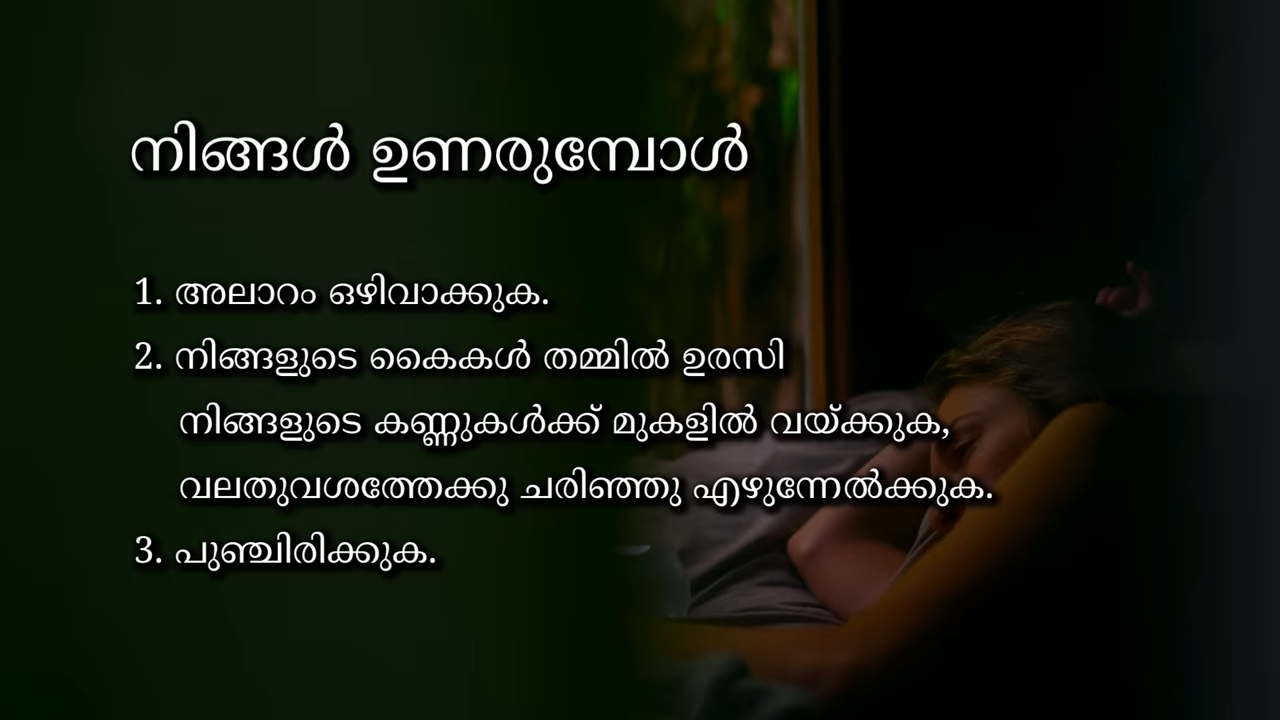 നിങ്ങൾ ഉണരുമ്പോൾ
1. അലാറം ഒഴിവാക്കുക.
2. നിങ്ങളുടെ കൈകൾ തമ്മിൽ ഉരസി
നിങ്ങളുടെ കണ്ണുകൾക്ക് മുകളിൽ വയ്ക്കുക,
വലതുവശത്തേക്കു ചരിഞ്ഞു എഴുന്നേൽക്കുക.
3. പുഞ്ചിരിക്കുക.